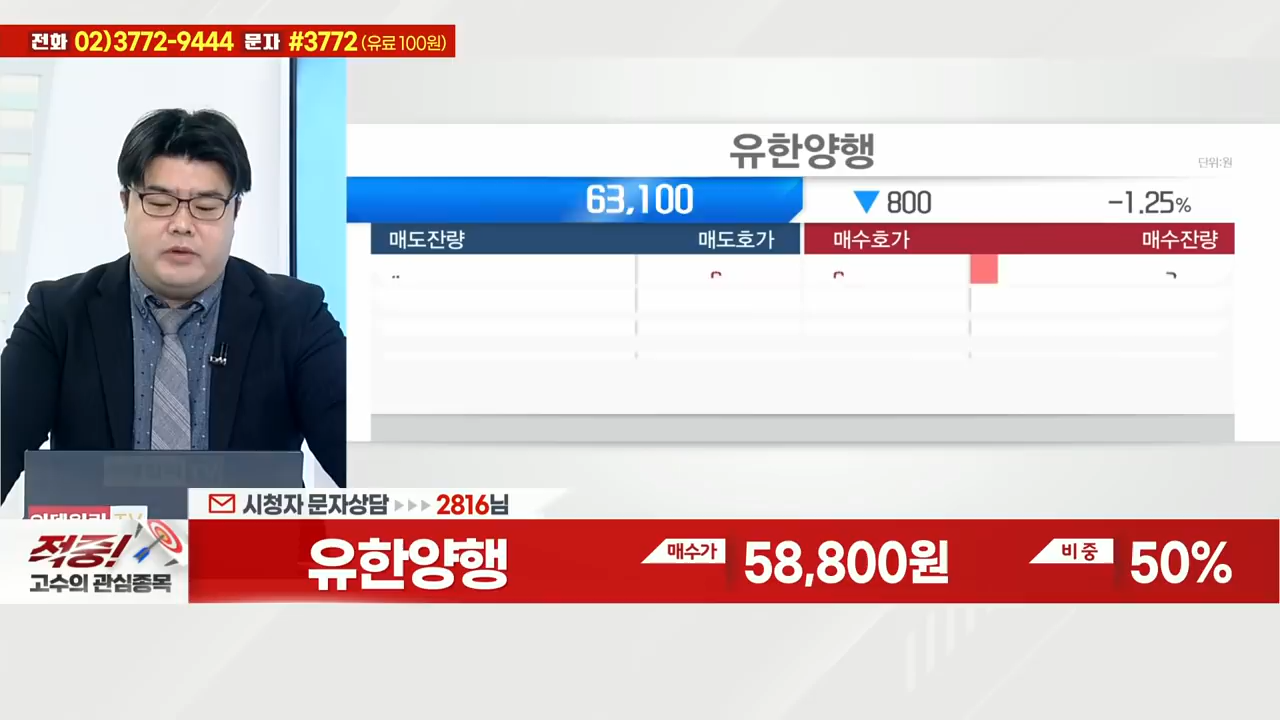 전화 02)3772-9444 문자 #3772 (유료 100원)
유한양행
단위:원
63,100 ▼800 -1.25%
매도잔량 매도호가 매수호가 매수잔량
시청자 문자상담 ▶▶▶ 2816님
적중!
고수의 관심종목
유한양행 매수가 58,800원 비중 50%